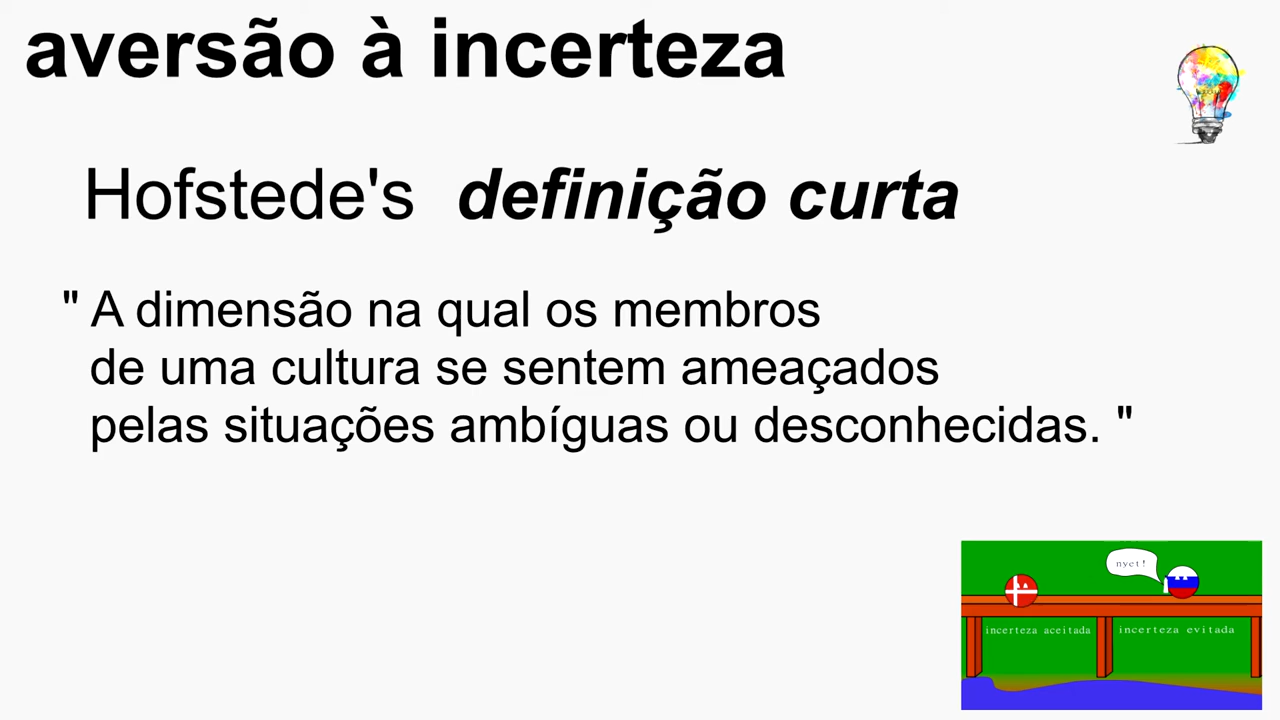 aversão à incerteza
Hofstede's definição curta
" A dimensão na qual os membros
de uma cultura se sentem ameaçados
pelas situações ambíguas ou desconhecidas. "
nyet!
incerteza aceitada incerteza evitada